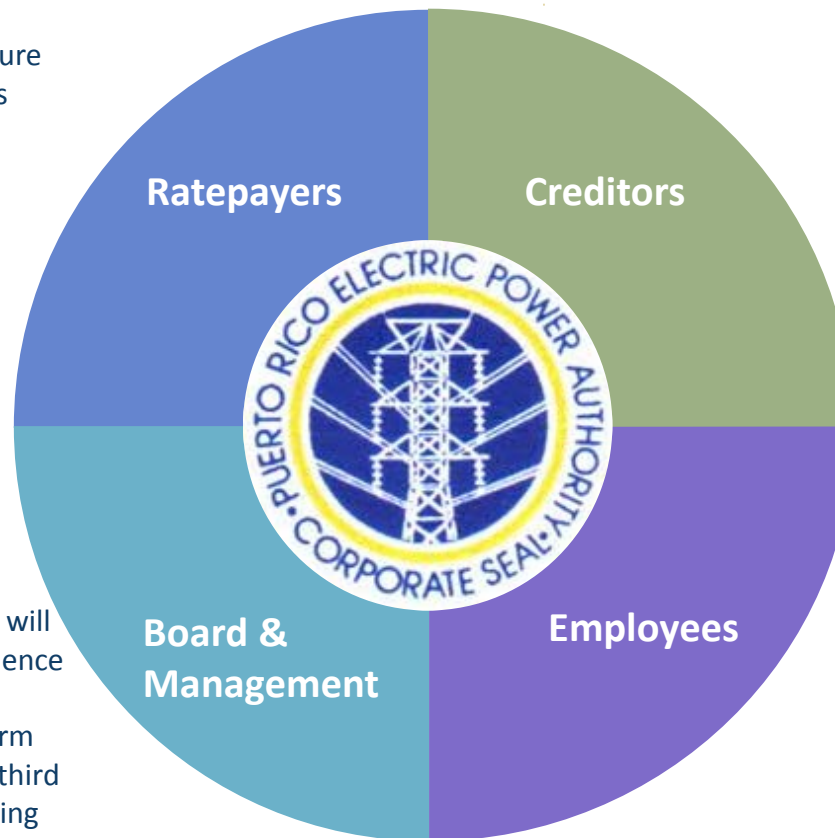 ure
s
Ratepayers
Creditors
PUERTO RICO ELECTRIC POWER AUTHORITY
• CORPORATE SEAL •
will
ence
Board &
Management
Employees
rm
third
ing